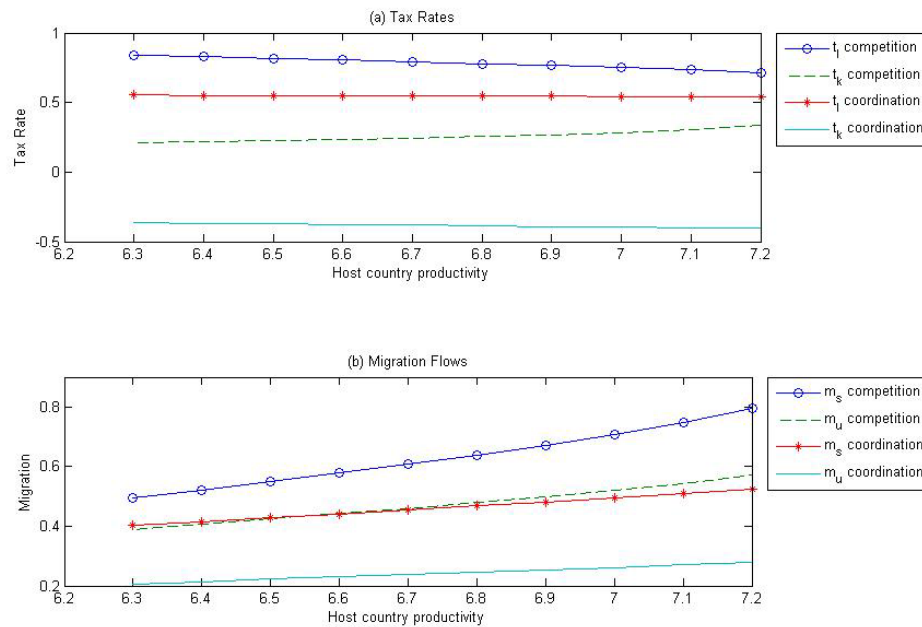 (a) Tax Rates
1
0.5
0
-0.5
Tax Rate
6.2 6.3 6.4 6.5 6.6 6.7 6.8 6.9 7 7.1 7.2
Host country productivity
t_l competition
t_k competition
t_l coordination
t_k coordination
(b) Migration Flows
0.8
0.6
0.4
0.2
Migration
6.2 6.3 6.4 6.5 6.6 6.7 6.8 6.9 7 7.1 7.2
Host country productivity
m_s competition
m_u competition
m_s coordination
m_u coordination